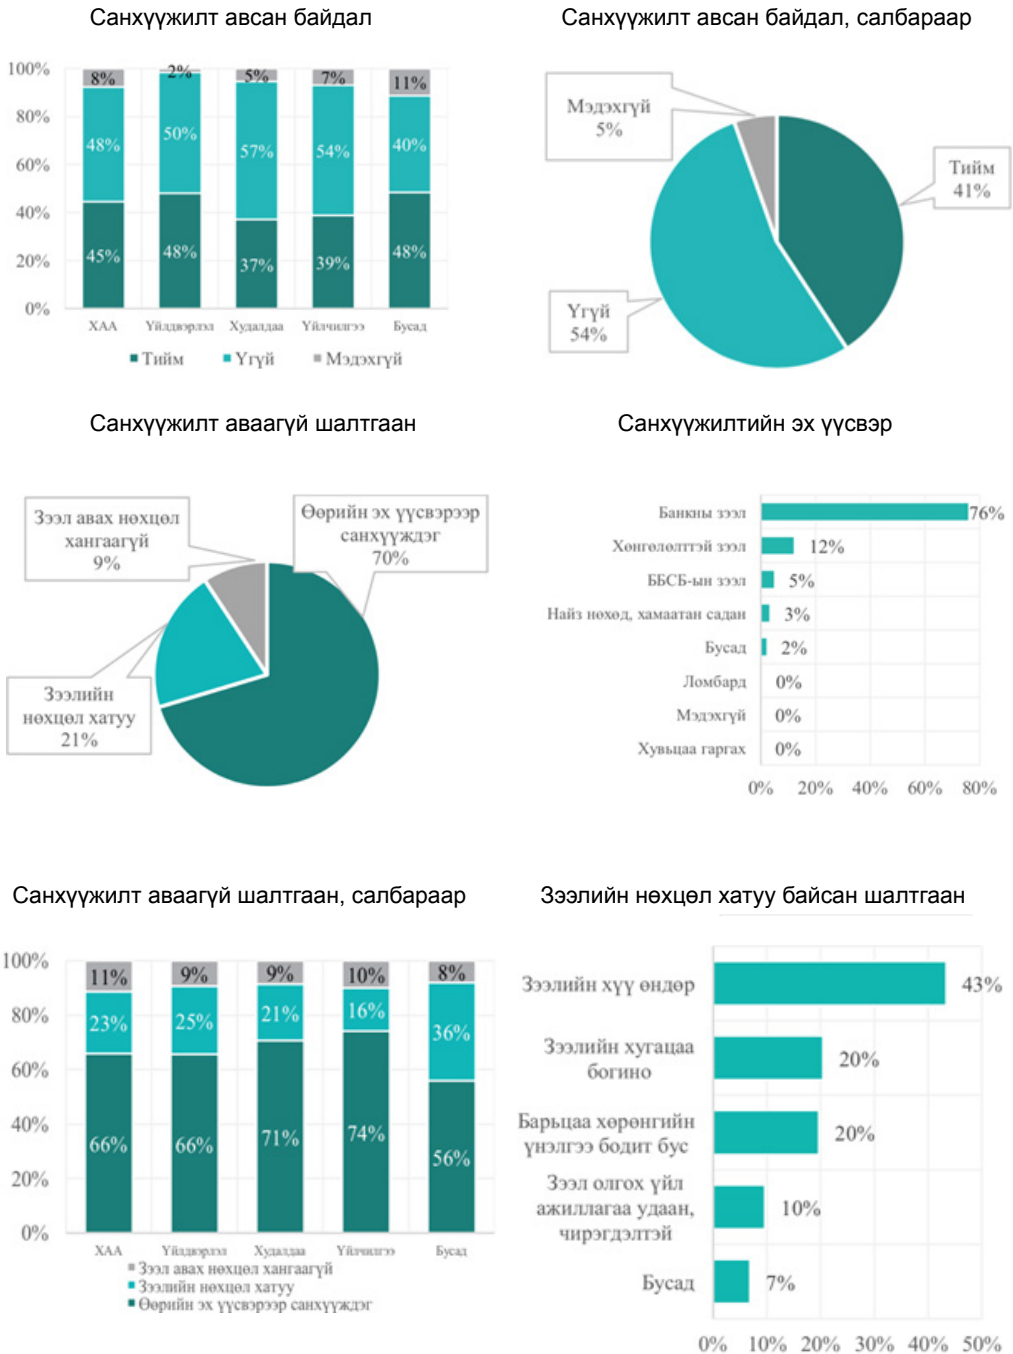 Санхүүжилт авсан байдал
100%
80%
60%
40%
20%
0%
8%
2%
5%
7%
11%
48%
50%
57%
54%
40%
45%
48%
37%
39%
48%
ХАА
Үйлдвэрлэл
Худалдаа
Үйлчилгээ
Бусад
Тийм
Үгүй
Мэдэхгүй
Санхүүжилт авсан байдал, салбараар
Мэдэхгүй
5%
Тийм
41%
Үгүй
54%
Санхүүжилт аваагүй шалтгаан
Зээл авах нөхцөл
хангаагүй
9%
Өөрийн эх үүсвэрээр
санхүүждэг
70%
Зээлийн
нөхцөл хатуу
21%
Санхүүжилтийн эх үүсвэр
Банкны зээл
76%
Хөнгөлөлттэй зээл
12%
ББСБ-ын зээл
5%
Найз нөхөд, хамаатан садан
3%
Бусад
2%
Ломбард
0%
Мэдэхгүй
0%
Хувьцаа гаргах
0%
0%
20%
40%
60%
80%
Санхүүжилт аваагүй шалтгаан, салбараар
100%
80%
60%
40%
20%
0%
11%
9%
9%
10%
8%
23%
25%
21%
16%
36%
66%
66%
71%
74%
56%
ХАА
Үйлдвэрлэл
Худалдаа
Үйлчилгээ
Бусад
Зээл авах нөхцөл хангаагүй
Зээлийн нөхцөл хатуу
Өөрийн эх үүсвэрээр санхүүждэг
Зээлийн нөхцөл хатуу байсан шалтгаан
Зээлийн хүү өндөр
43%
Зээлийн хугацаа
богино
20%
Барьцаа хөрөнгийн
үнэлгээ бодит бус
20%
Зээл олгох үйл
ажиллагаа удаан,
чирэгдэлтэй
10%
Бусад
7%
0%
10%
20%
30%
40%
50%